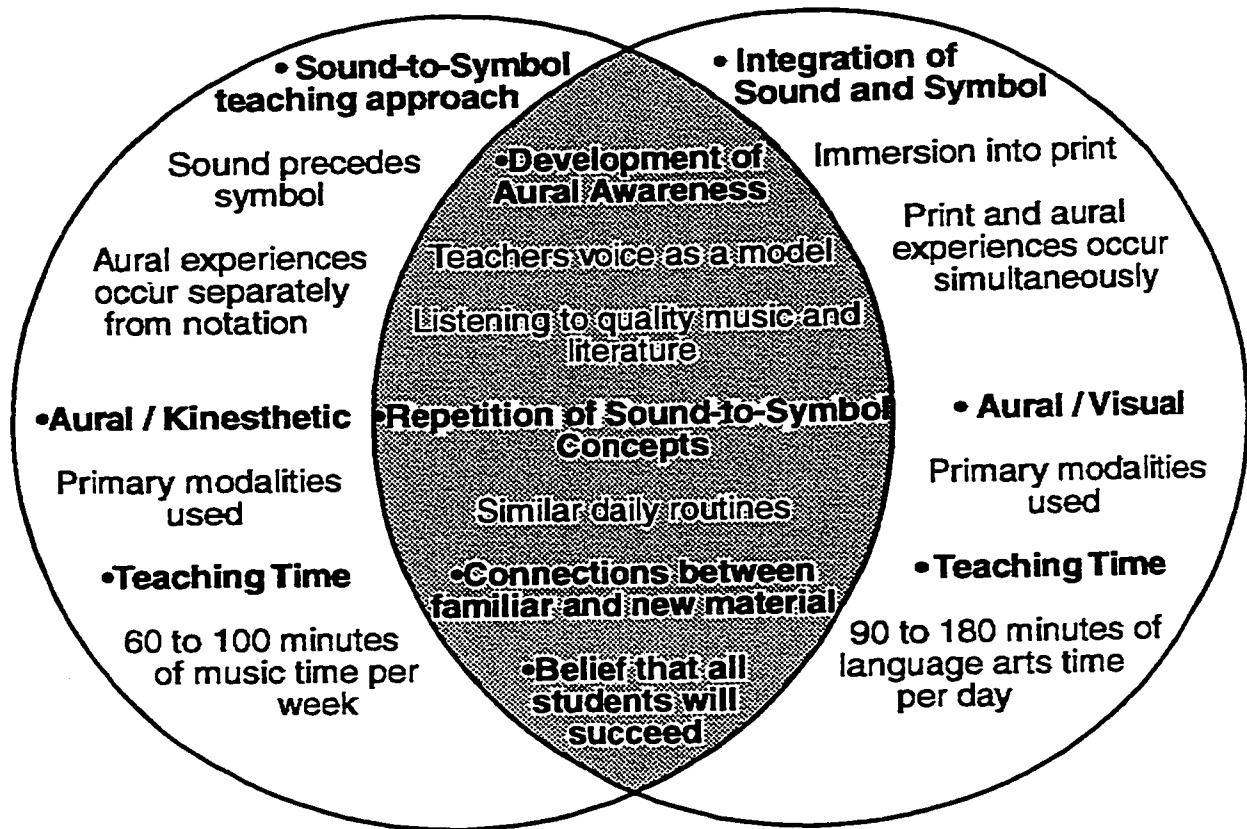 • Sound-to-Symbol
teaching approach
Sound precedes
symbol
Aural experiences
occur separately
from notation
•Aural / Kinesthetic
Primary modalities
used
•Teaching Time
60 to 100 minutes
of music time per
week
•Development of
Aural Awareness
Teachers voice as a model
Listening to quality music and
literature
•Repetition of Sound-to-Symbol
Concepts
Similar daily routines
•Connections between
familiar and new material
•Belief that all
students will
succeed
• Integration of
Sound and Symbol
Immersion into print
Print and aural
experiences occur
simultaneously
• Aural / Visual
Primary modalities
used
• Teaching Time
90 to 180 minutes of
language arts time
per day